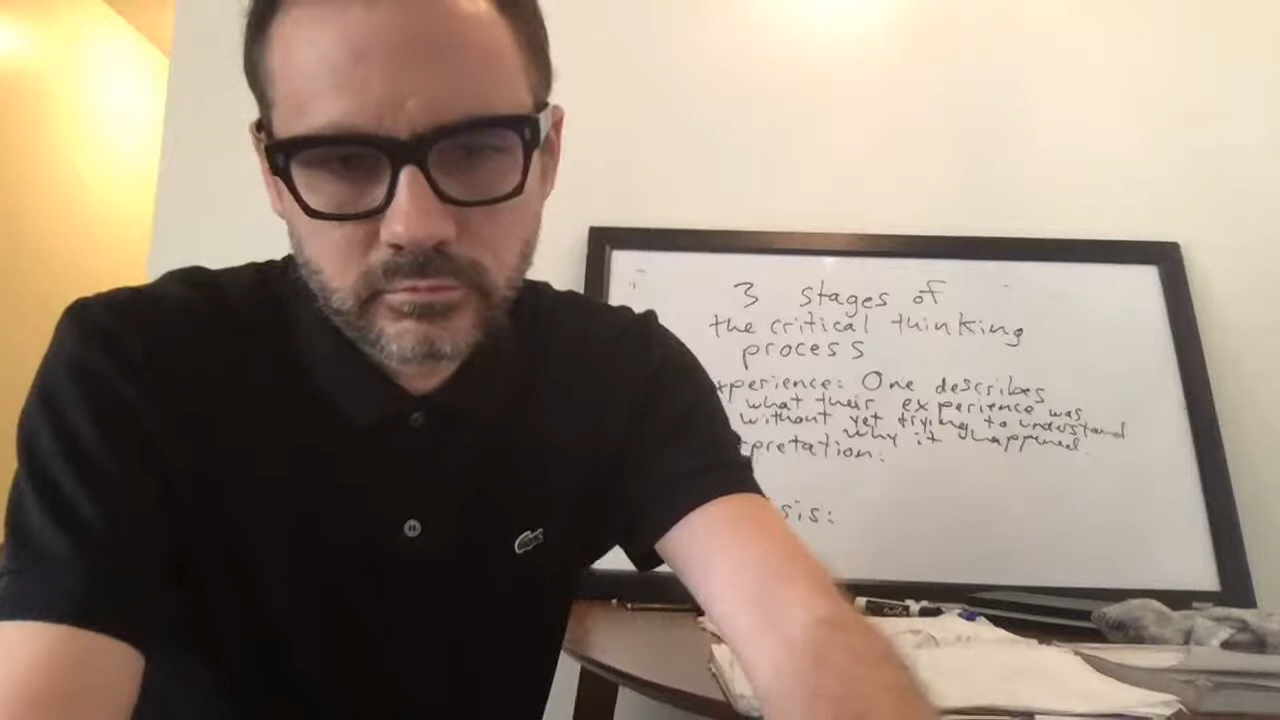 3 stages of
the critical thinking
process
xperience: One describes
what their experience was
without yet trying to understand
why it happened.
rpretation:
sis: